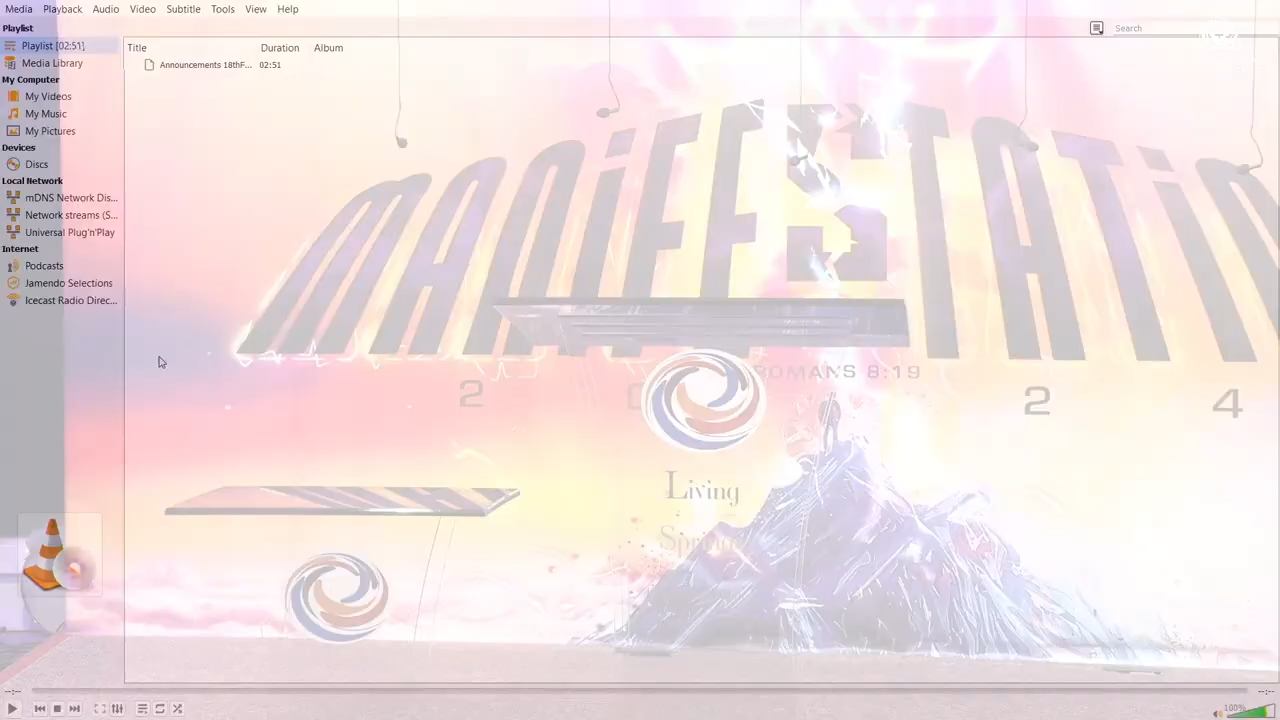 Media Playback Audio Video Subtitle Tools View Help
Playlist
Search
Playlist [02:51]
Title Duration Album
Media Library
Announcements 18thF... 02:51
My Computer
My Videos
My Music
My Pictures
Devices
Discs
Local Network
mDNS Network Dis...
Network streams (S...
Universal Plug'n'Play
Internet
Podcasts
Jamendo Selections
Icecast Radio Direc...
MANIFESTATIN
ROMANS 8:19
2 0 2 4
Living
Springs
--:-- --:--
100%